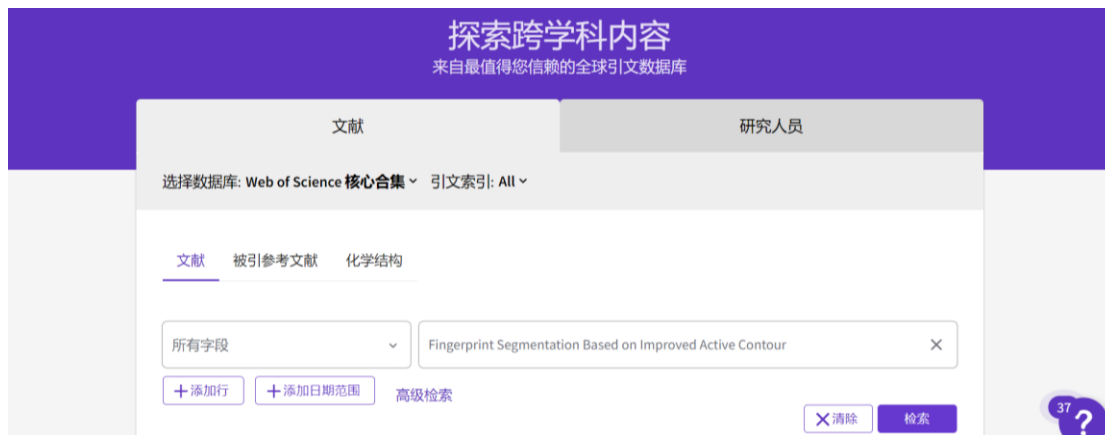 探索跨学科内容
来自最值得您信赖的全球引文数据库
文献 研究人员
选择数据库: Web of Science 核心合集 引文索引: All
文献 被引参考文献 化学结构
所有字段 Fingerprint Segmentation Based on Improved Active Contour
+添加行 +添加日期范围 高级检索
×清除 检索
37 ?